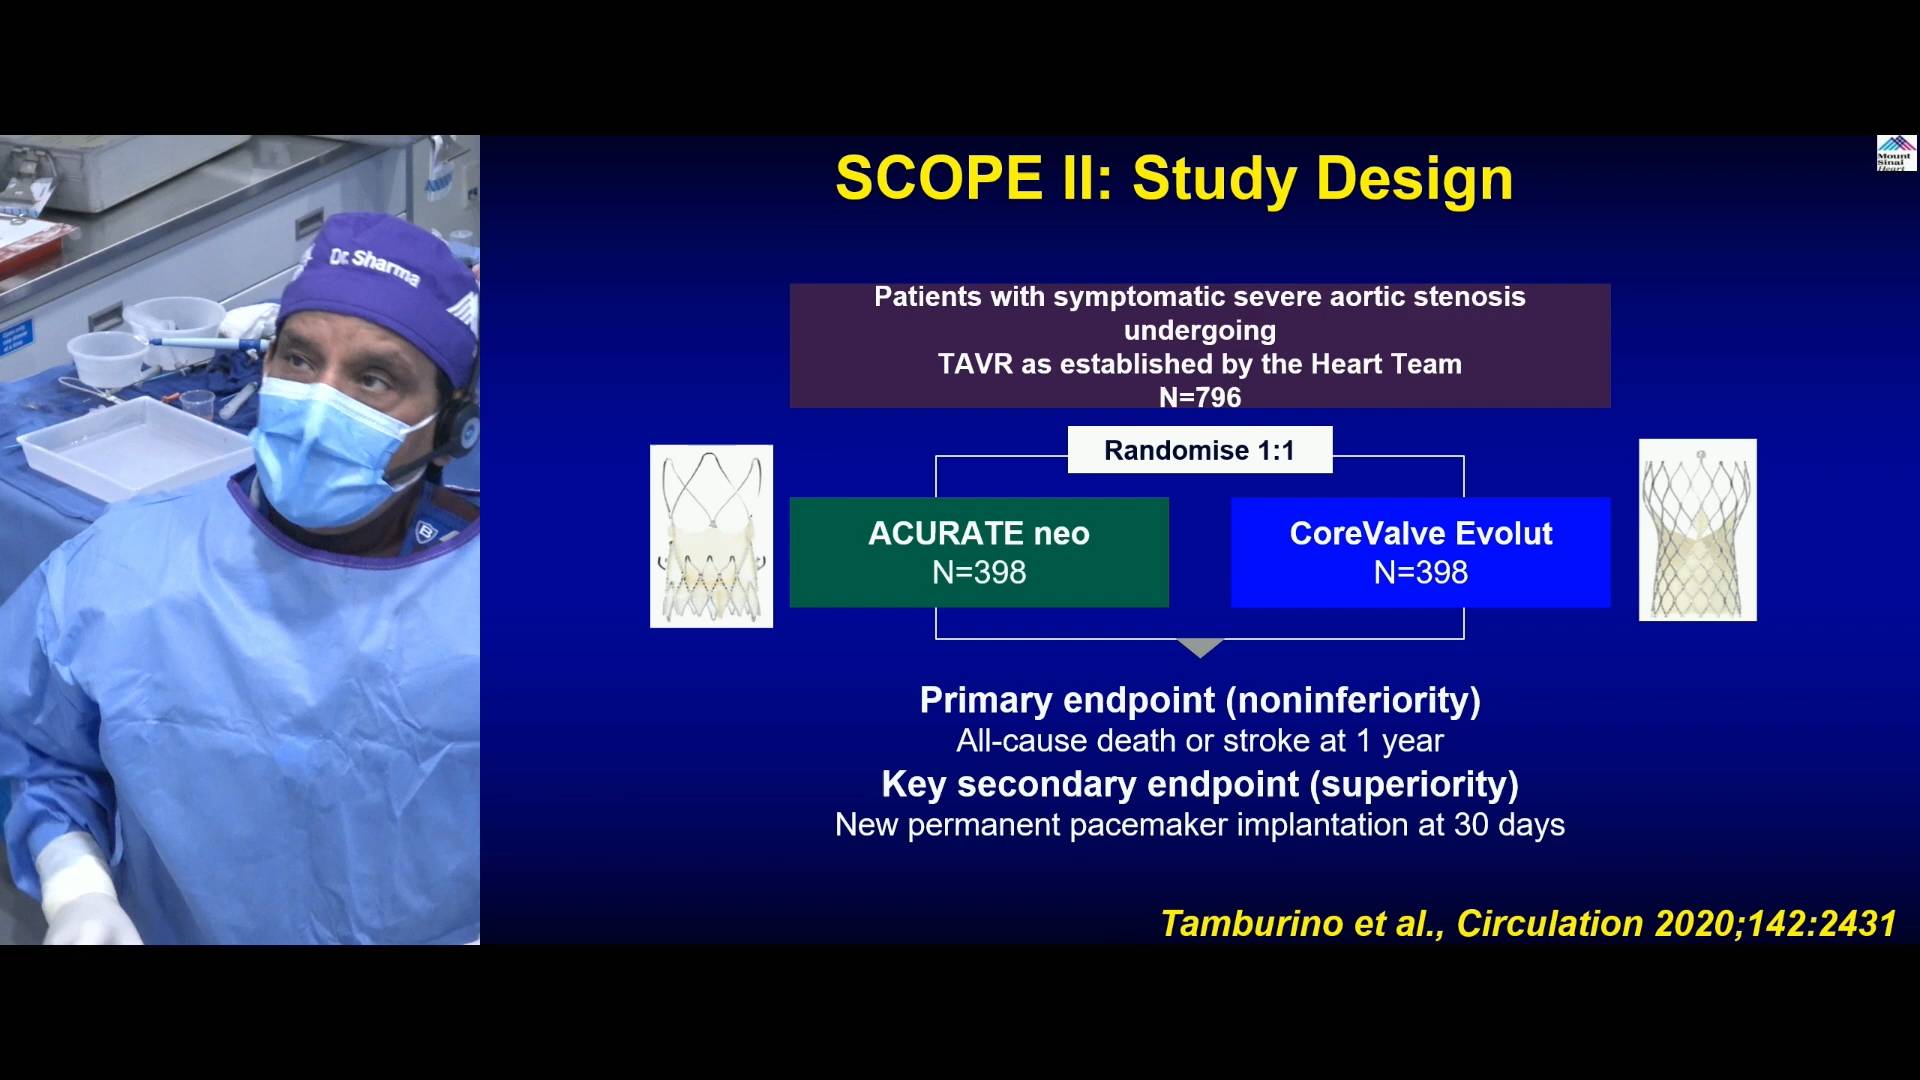 SCOPE II: Study Design
Mount
Sinai
Heart
Dr. Sharma
Patients with symptomatic severe aortic stenosis
undergoing
TAVR as established by the Heart Team
N=796
Randomise 1:1
ACURATE neo
N=398
CoreValve Evolut
N=398
Primary endpoint (noninferiority)
All-cause death or stroke at 1 year
Key secondary endpoint (superiority)
New permanent pacemaker implantation at 30 days
Tamburino et al., Circulation 2020;142:2431